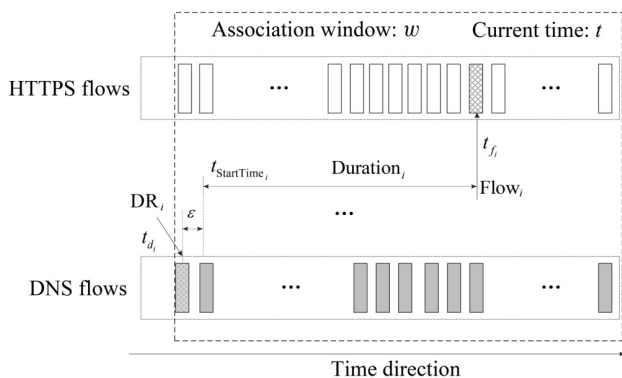 Association window: w Current time: t
HTTPS flows
...
...
t_{f_i}
t_{StartTime_i} Duration_i
Flow_i
DR_i
ε
...
t_{d_i}
DNS flows
...
...
Time direction